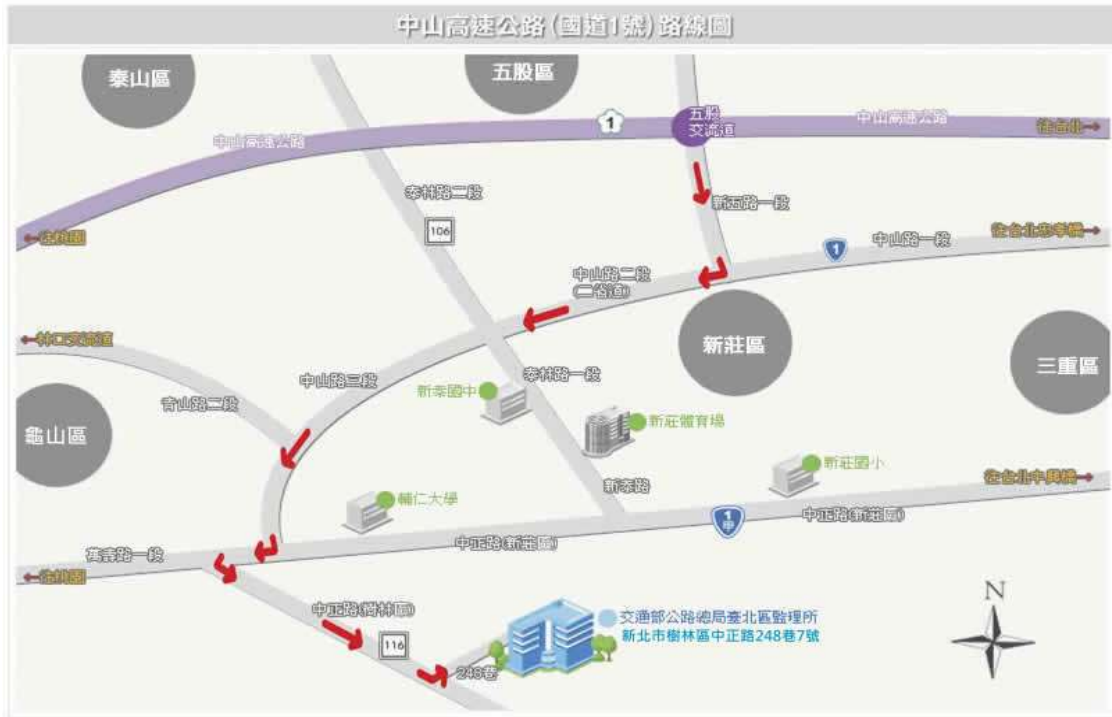 中山高速公路(國道1號)路線圖
泰山區
五股區
五股
交流道
1
中山高速公路
中山高速公路
往台北→
←往桃園
泰林路二段
106
新五路一段
往台北忠孝橋→
中山路一段
1
中山路二段
(二省道)
←林口交流道
新莊區
三重區
中山路三段
泰林路一段
新泰國中
青山路二段
新莊體育場
龜山區
新莊國小
往台北中興橋→
新泰路
輔仁大學
1
甲
中正路(新莊區)
中正路(新莊區)
萬壽路一段
←往桃園
N
中正路(樹林區)
交通部公路總局臺北區監理所
新北市樹林區中正路248巷7號
116
248巷